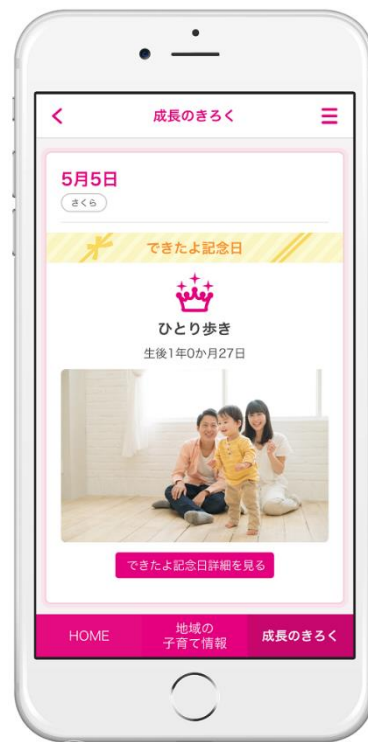 成長のきろく
5月5日
さくら
できたよ記念日
ひとり歩き
生後1年0か月27日
できたよ記念日詳細を見る
HOME
地域の
子育て情報
成長のきろく